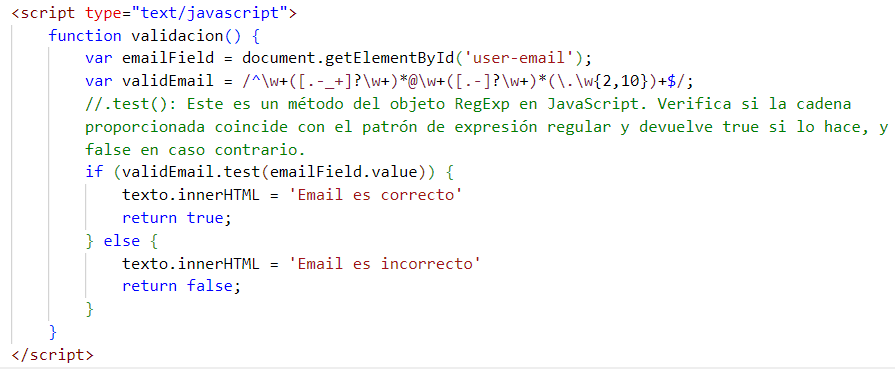 <script type="text/javascript">
function validacion() {
var emailField = document.getElementById('user-email');
var validEmail = /^\w+([.-_+]?\w+)*@\w+([.-]?\w+)*(\.\w{2,10})+$/;
//.test(): Este es un método del objeto RegExp en JavaScript. Verifica si la cadena
proporcionada coincide con el patrón de expresión regular y devuelve true si lo hace, y
false en caso contrario.
if (validEmail.test(emailField.value)) {
texto.innerHTML = 'Email es correcto'
return true;
} else {
texto.innerHTML = 'Email es incorrecto'
return false;
}
}
</script>